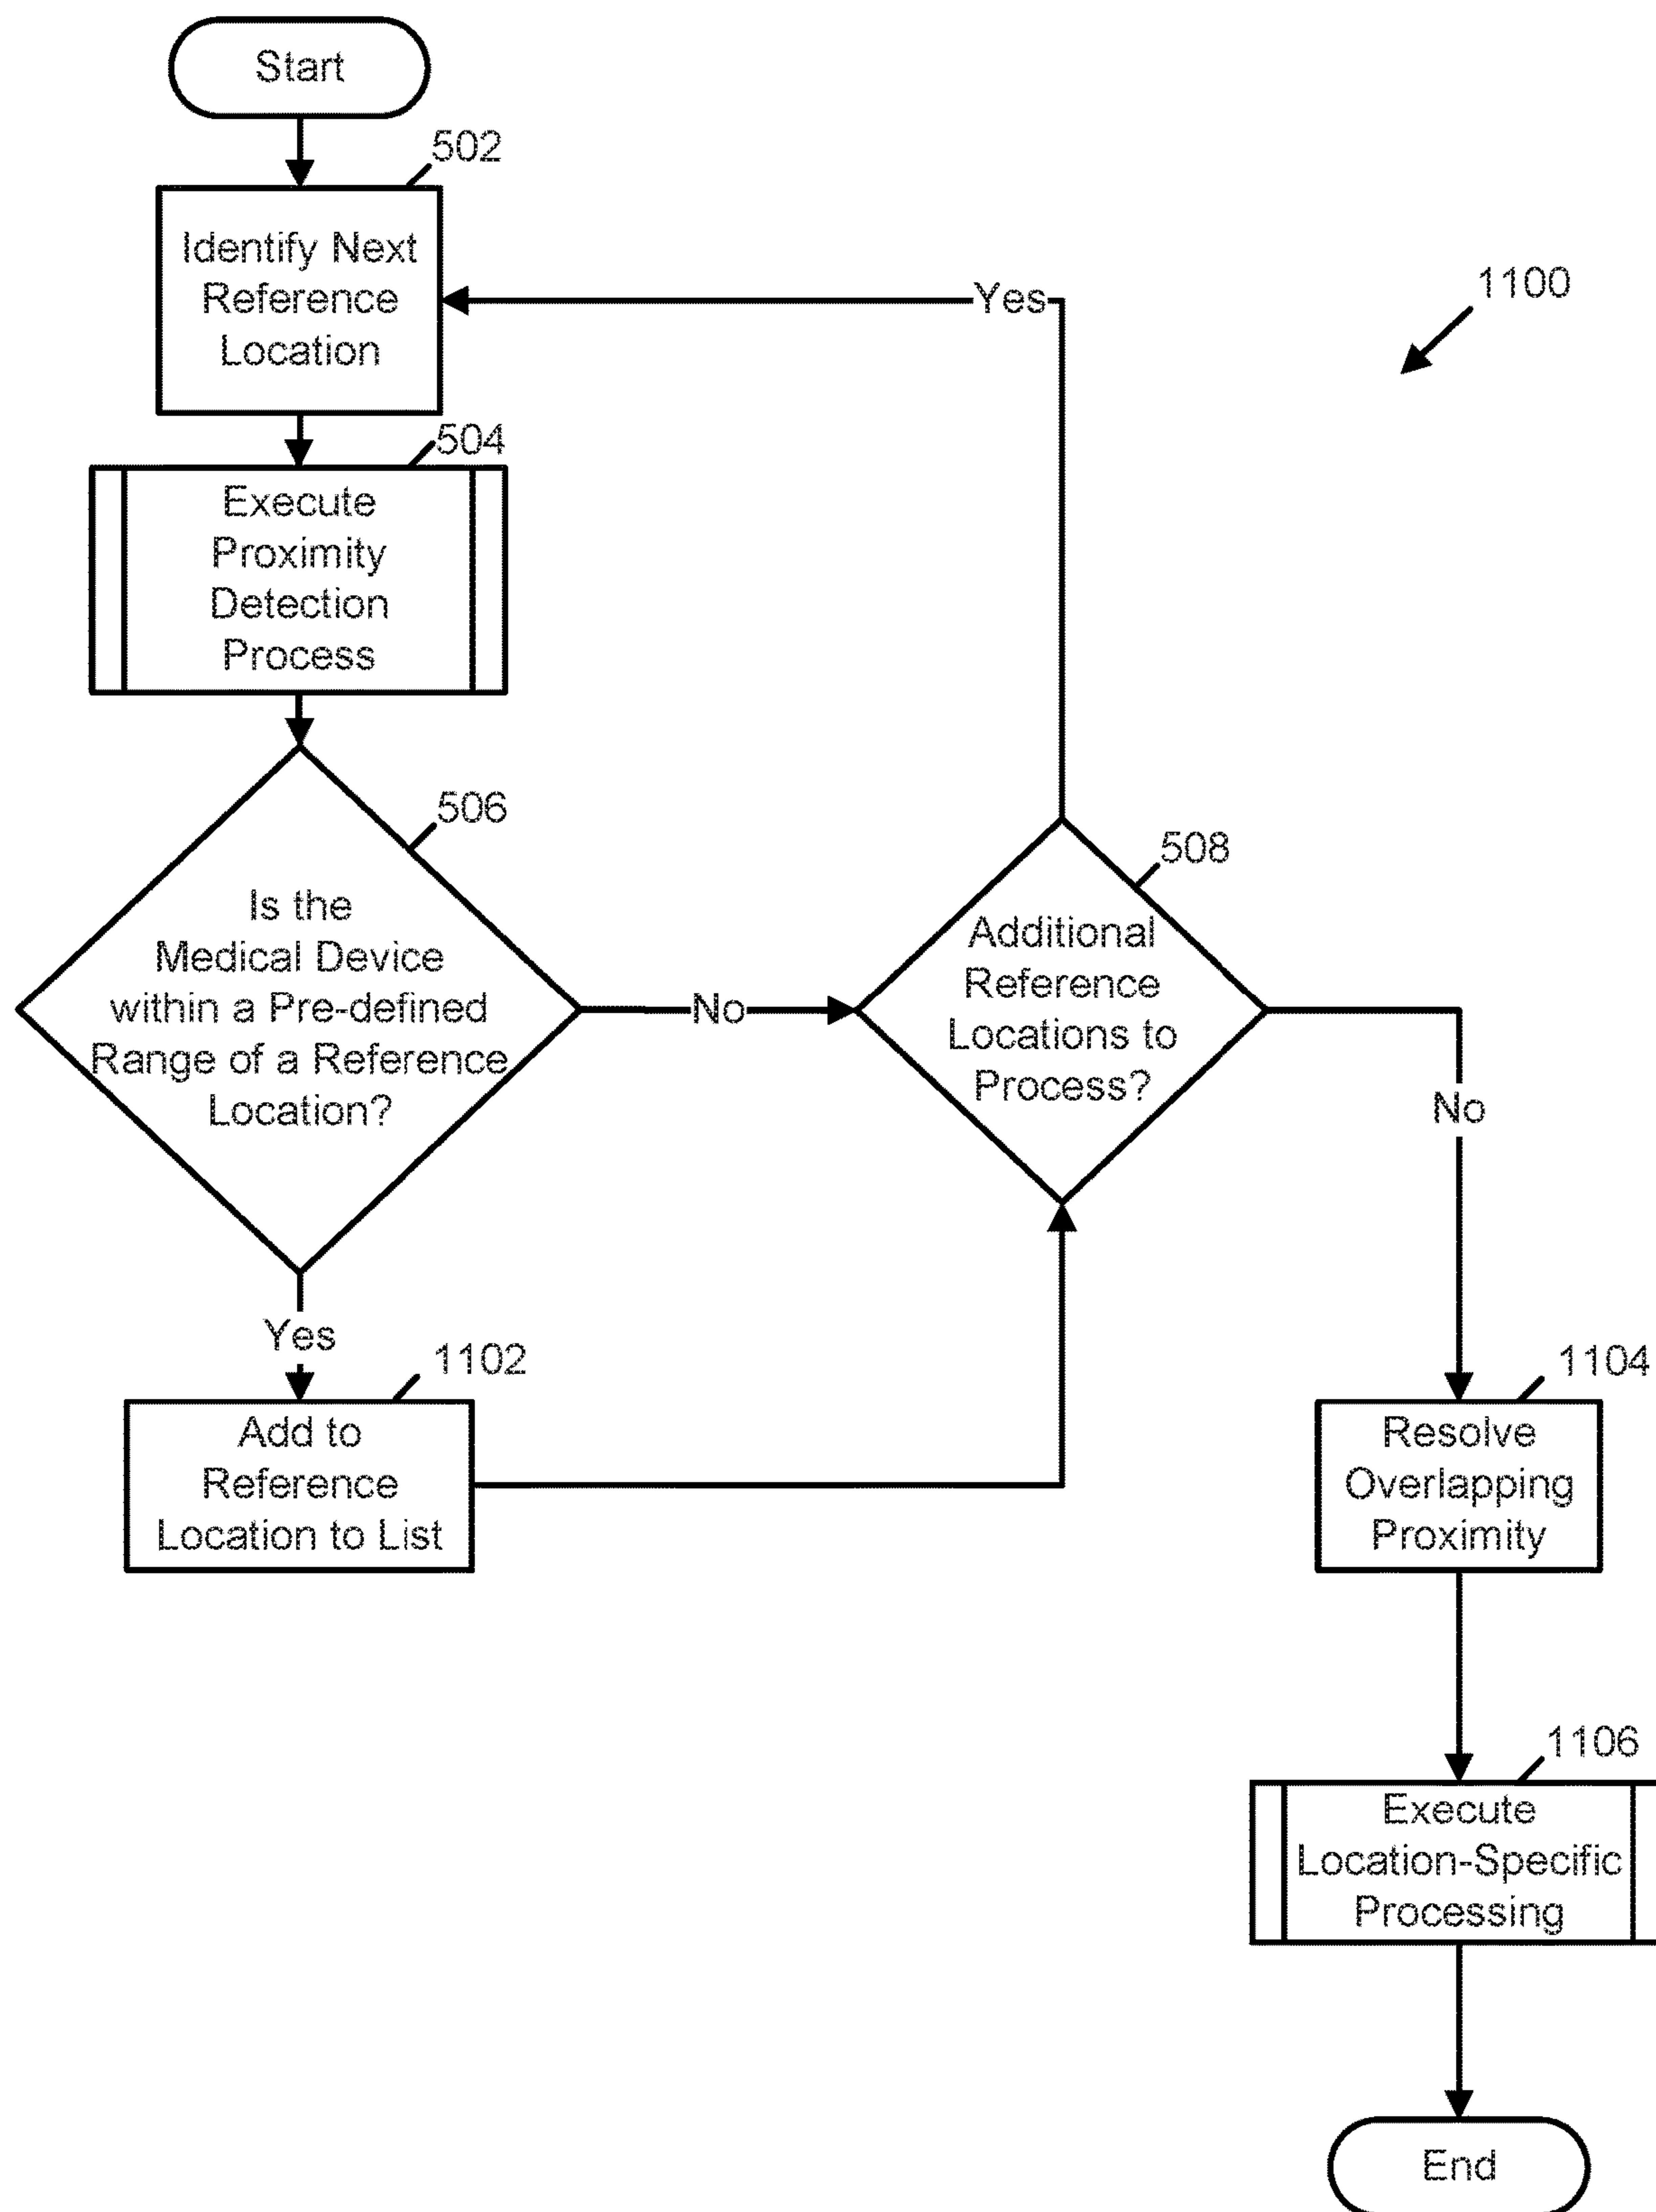 Start
502
Identify Next
Reference
Location
Yes
1100
504
Execute
Proximity
Detection
Process
506
Is the
Medical Device
within a Pre-defined
Range of a Reference
Location?
No
508
Additional
Reference
Locations to
Process?
No
Yes
1102
Add to
Reference
Location to List
1104
Resolve
Overlapping
Proximity
1106
Execute
Location-Specific
Processing
End